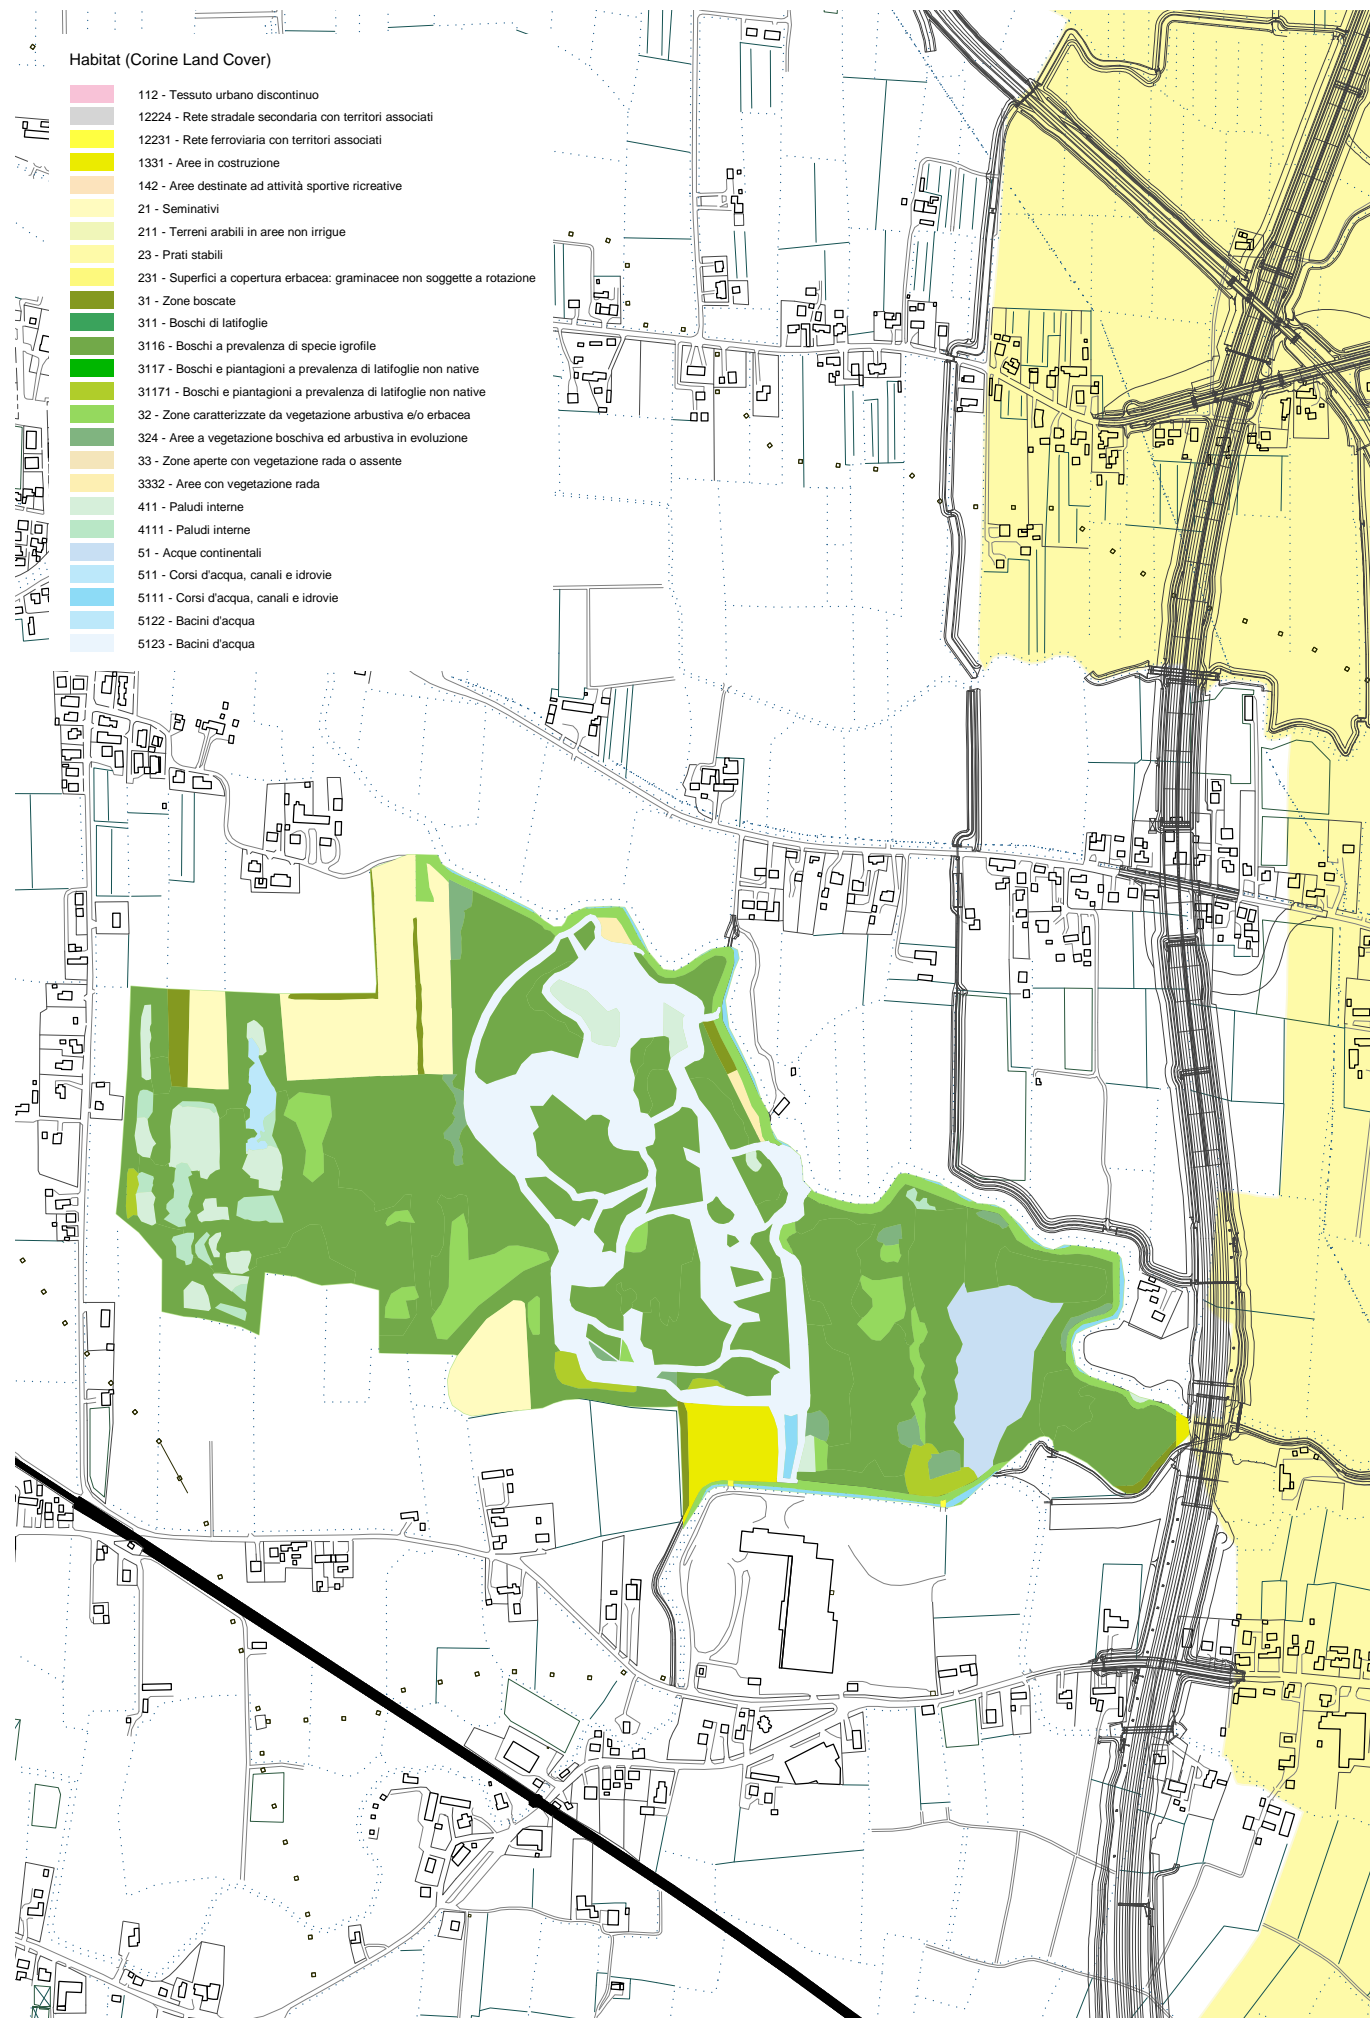 Habitat (Corine Land Cover)
112 - Tessuto urbano discontinuo
12224 - Rete stradale secondaria con territori associati
12231 - Rete ferroviaria con territori associati
1331 - Aree in costruzione
142 - Aree destinate ad attività sportive ricreative
21 - Seminativi
211 - Terreni arabili in aree non irrigue
23 - Prati stabili
231 - Superfici a copertura erbacea: graminacee non soggette a rotazione
31 - Zone boscate
311 - Boschi di latifoglie
3116 - Boschi a prevalenza di specie igrofile
3117 - Boschi e piantagioni a prevalenza di latifoglie non native
31171 - Boschi e piantagioni a prevalenza di latifoglie non native
32 - Zone caratterizzate da vegetazione arbustiva e/o erbacea
324 - Aree a vegetazione boschiva ed arbustiva in evoluzione
33 - Zone aperte con vegetazione rada o assente
3332 - Aree con vegetazione rada
411 - Paludi interne
4111 - Paludi interne
51 - Acque continentali
511 - Corsi d'acqua, canali e idrovie
5111 - Corsi d'acqua, canali e idrovie
5122 - Bacini d'acqua
5123 - Bacini d'acqua